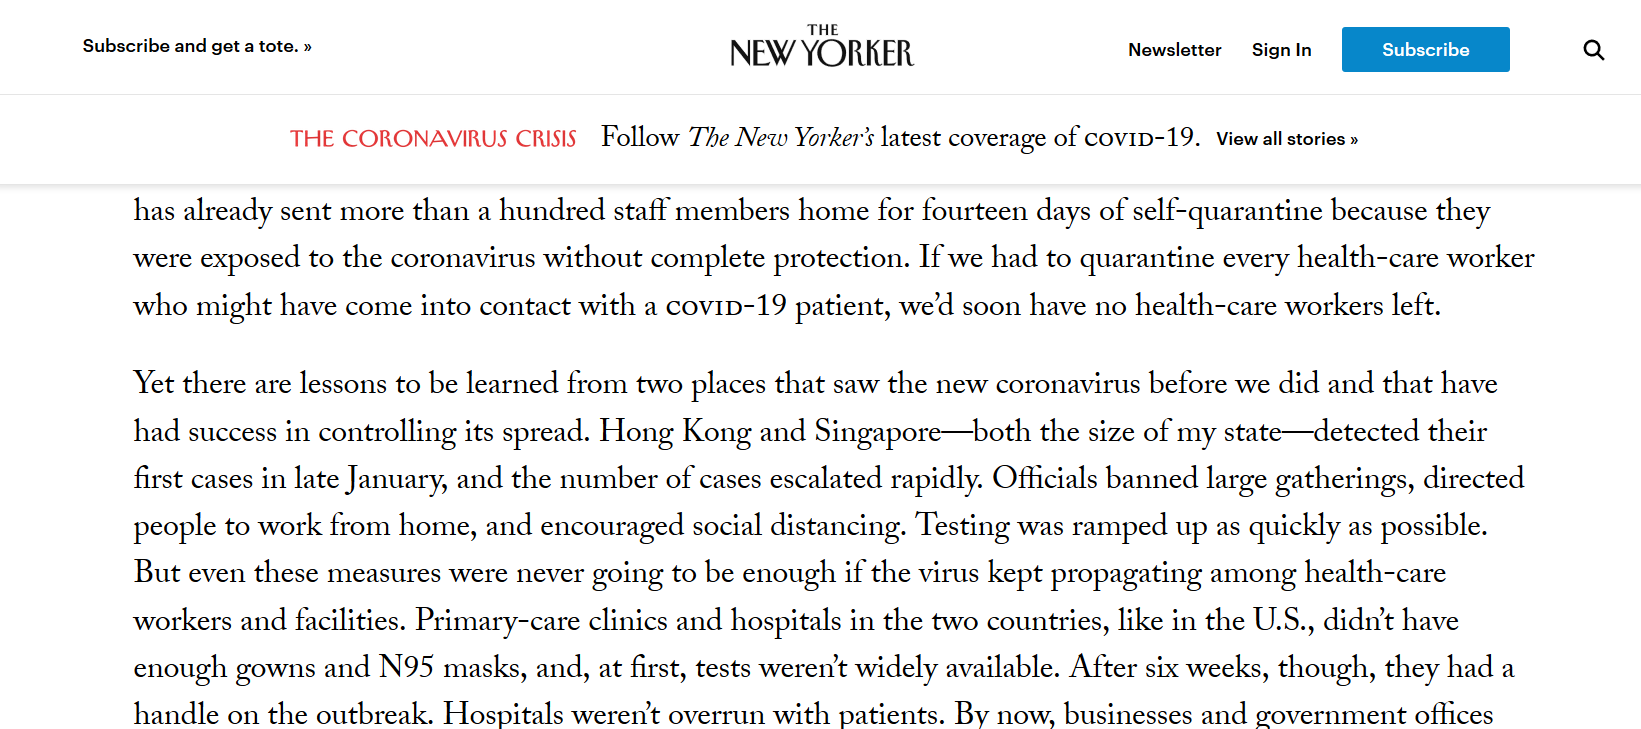 Subscribe and get a tote. »
THE
NEW YORKER
Newsletter
Sign In
Subscribe
THE CORONAVIRUS CRISIS Follow The New Yorker’s latest coverage of COVID-19. View all stories »
has already sent more than a hundred staff members home for fourteen days of self-quarantine because they
were exposed to the coronavirus without complete protection. If we had to quarantine every health-care worker
who might have come into contact with a COVID-19 patient, we’d soon have no health-care workers left.
Yet there are lessons to be learned from two places that saw the new coronavirus before we did and that have
had success in controlling its spread. Hong Kong and Singapore—both the size of my state—detected their
first cases in late January, and the number of cases escalated rapidly. Officials banned large gatherings, directed
people to work from home, and encouraged social distancing. Testing was ramped up as quickly as possible.
But even these measures were never going to be enough if the virus kept propagating among health-care
workers and facilities. Primary-care clinics and hospitals in the two countries, like in the U.S., didn’t have
enough gowns and N95 masks, and, at first, tests weren’t widely available. After six weeks, though, they had a
handle on the outbreak. Hospitals weren’t overrun with patients. By now, businesses and government offices